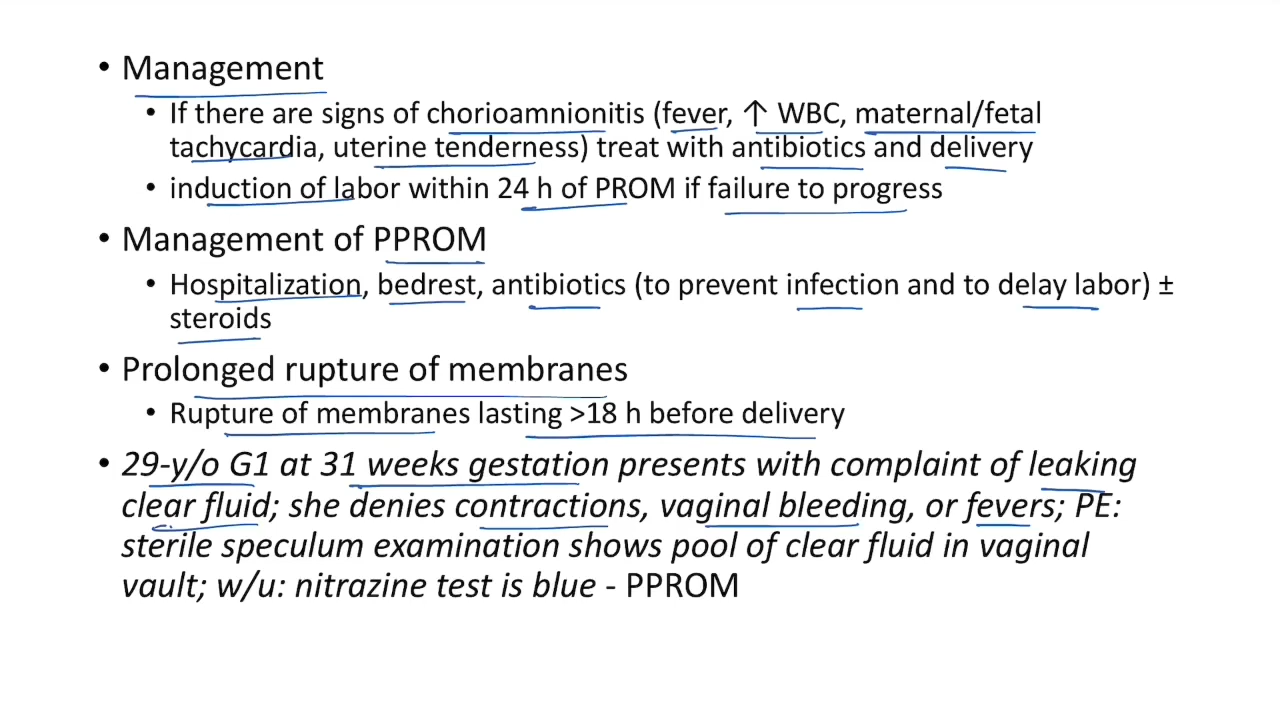 • Management
• If there are signs of chorioamnionitis (fever, ↑ WBC, maternal/fetal
tachycardia, uterine tenderness) treat with antibiotics and delivery
• induction of labor within 24 h of PROM if failure to progress
• Management of PPROM
• Hospitalization, bedrest, antibiotics (to prevent infection and to delay labor) ±
steroids
• Prolonged rupture of membranes
• Rupture of membranes lasting >18 h before delivery
• 29-y/o G1 at 31 weeks gestation presents with complaint of leaking
clear fluid; she denies contractions, vaginal bleeding, or fevers; PE:
sterile speculum examination shows pool of clear fluid in vaginal
vault; w/u: nitrazine test is blue - PPROM